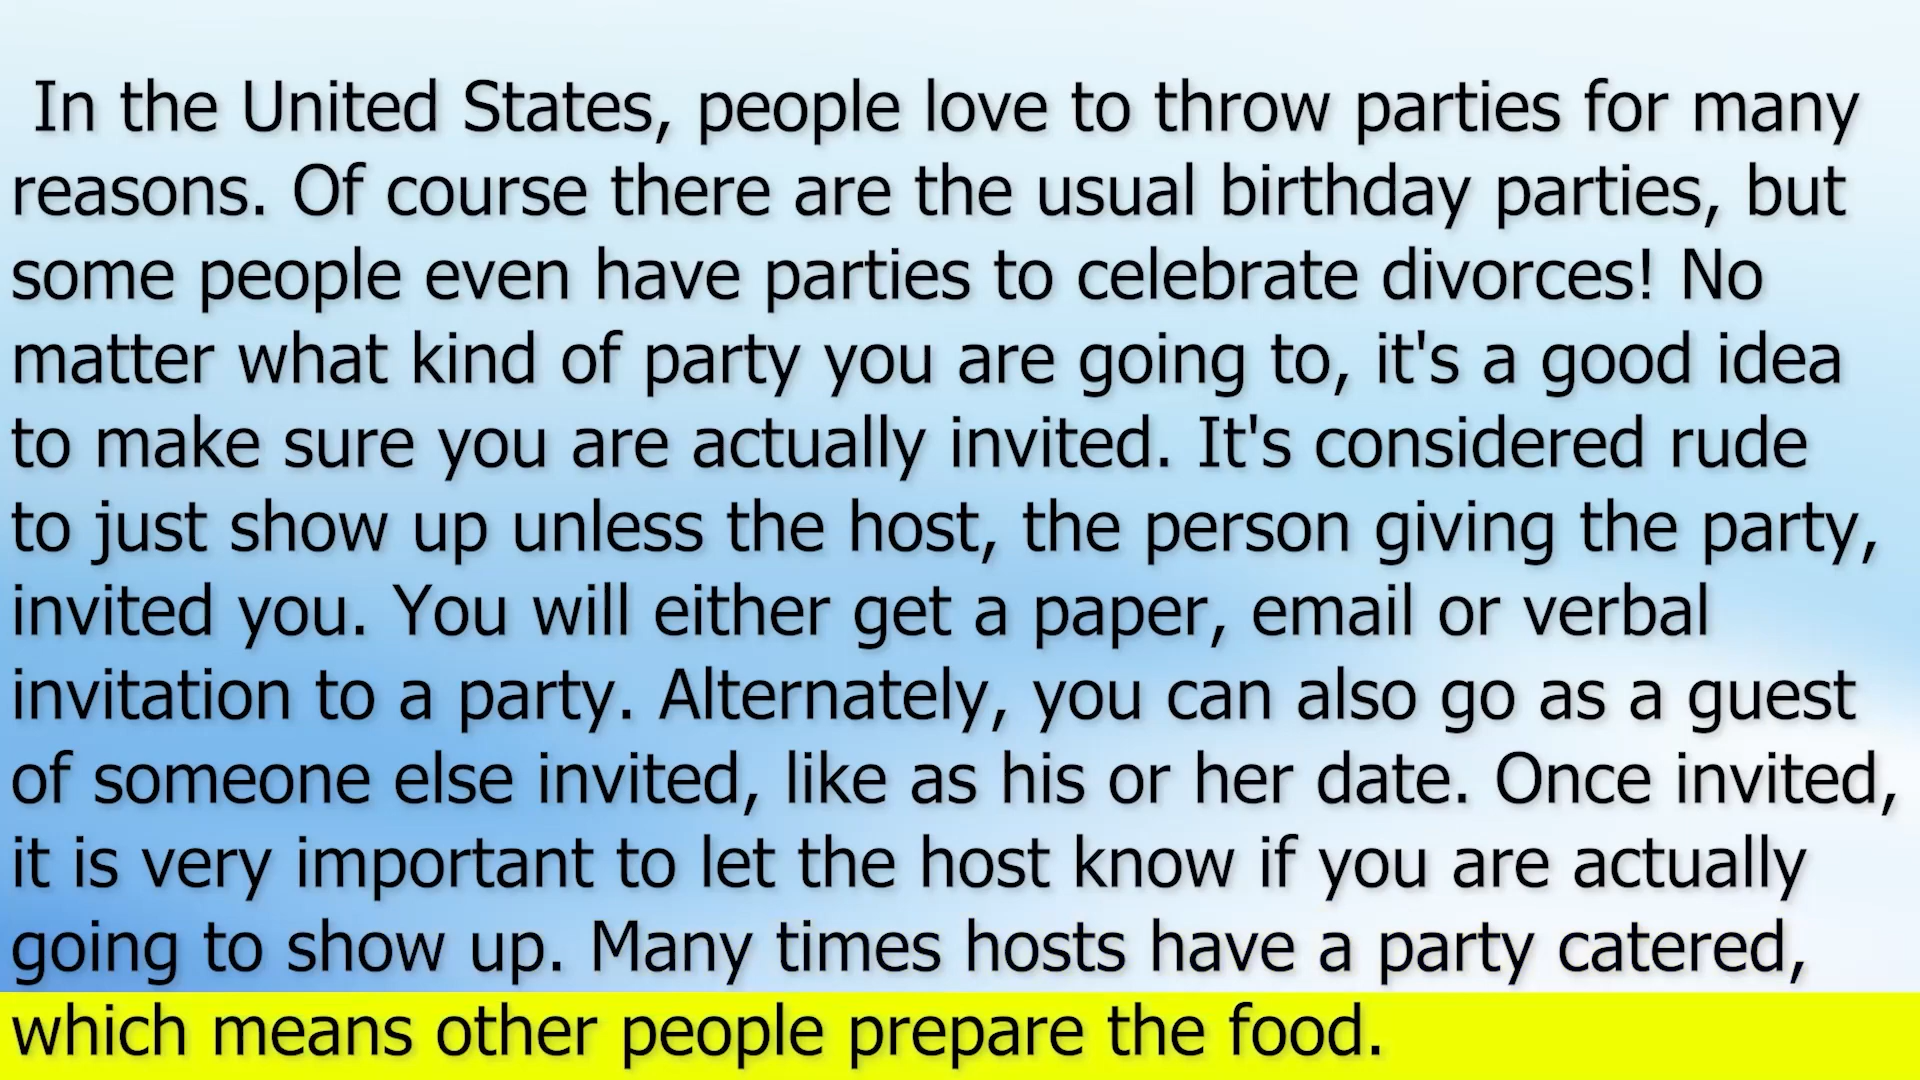 In the United States, people love to throw parties for many
reasons. Of course there are the usual birthday parties, but
some people even have parties to celebrate divorces! No
matter what kind of party you are going to, it's a good idea
to make sure you are actually invited. It's considered rude
to just show up unless the host, the person giving the party,
invited you. You will either get a paper, email or verbal
invitation to a party. Alternately, you can also go as a guest
of someone else invited, like as his or her date. Once invited,
it is very important to let the host know if you are actually
going to show up. Many times hosts have a party catered,
which means other people prepare the food.